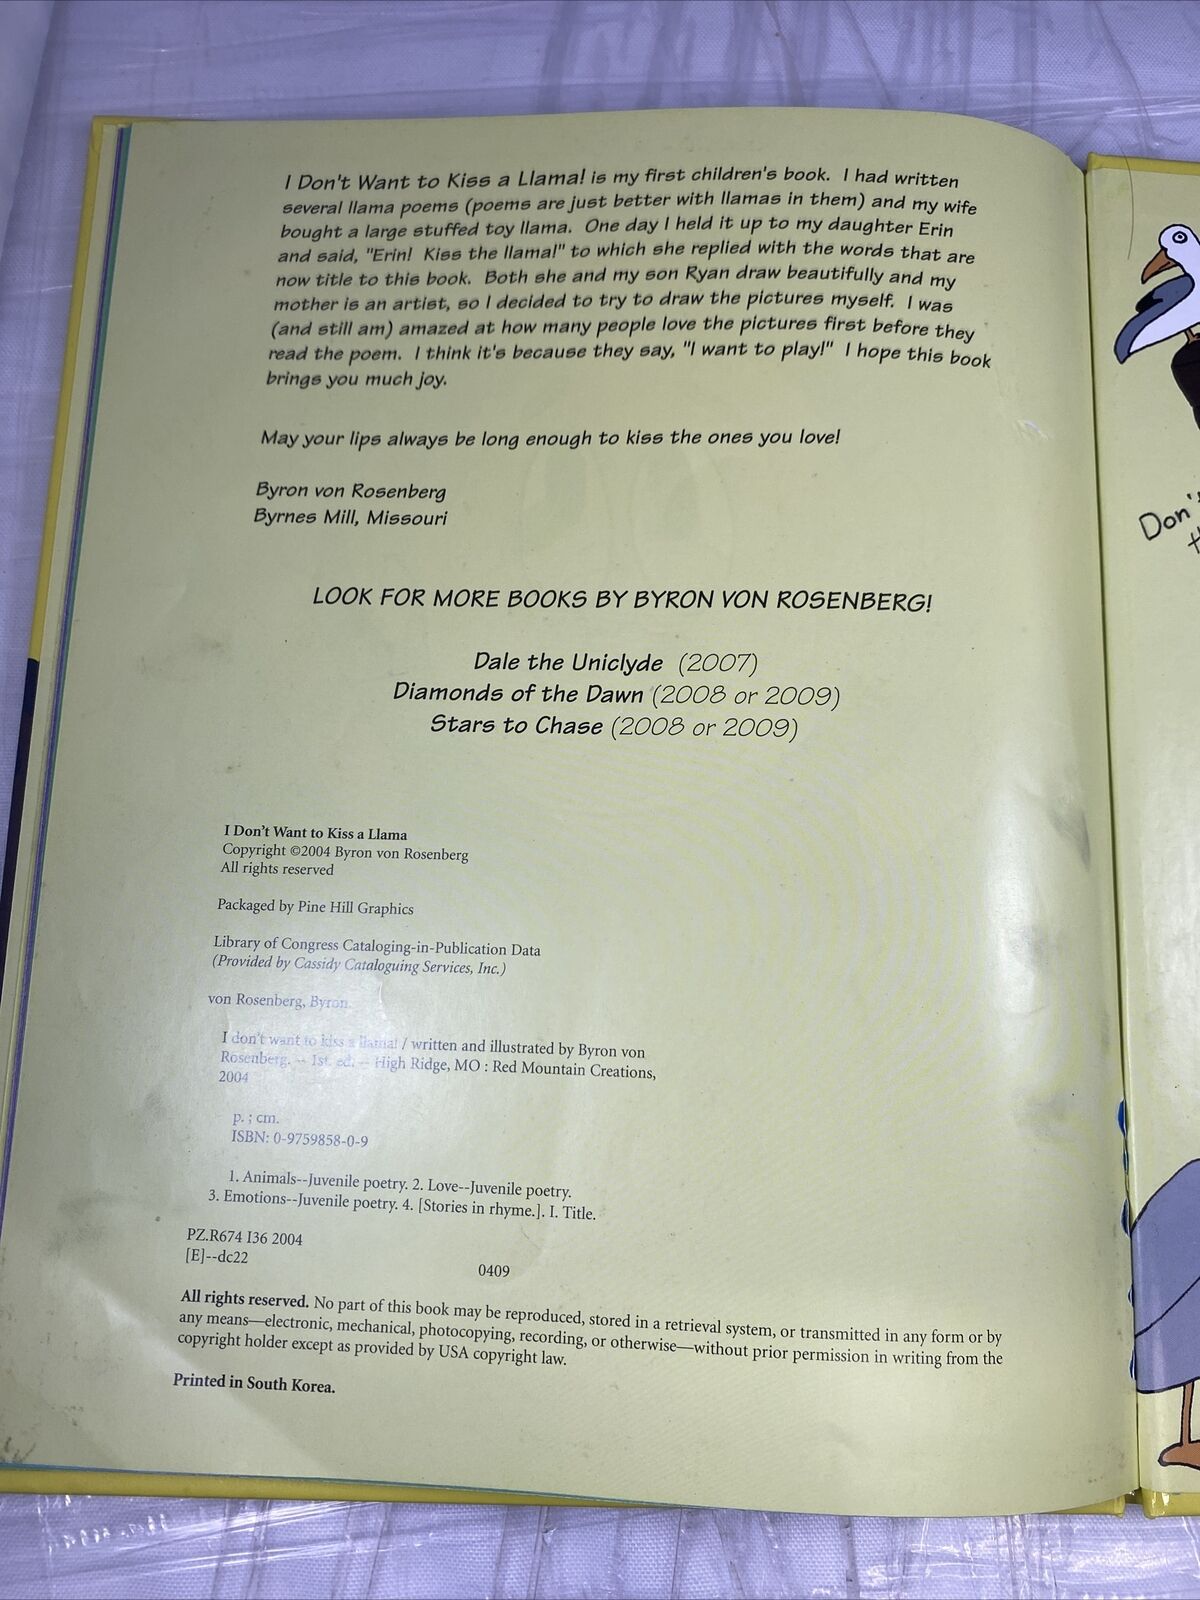 I Don't Want to Kiss a Llama! is my first children's book. I had written
several llama poems (poems are just better with llamas in them) and my wife
bought a large stuffed toy llama. One day I held it up to my daughter Erin
and said, "Erin! Kiss the llama!" to which she replied with the words that are
now title to this book. Both she and my son Ryan draw beautifully and my
mother is an artist, so I decided to try to draw the pictures myself. I was
(and still am) amazed at how many people love the pictures first before they
read the poem. I think it's because they say, "I want to play!" I hope this book
brings you much joy.
May your lips always be long enough to kiss the ones you love!
Byron von Rosenberg
Byrnes Mill, Missouri
LOOK FOR MORE BOOKS BY BYRON VON ROSENBERG!
Dale the Uniclyde (2007)
Diamonds of the Dawn (2008 or 2009)
Stars to Chase (2008 or 2009)
I Don't Want to Kiss a Llama
Copyright ©2004 Byron von Rosenberg
All rights reserved
Packaged by Pine Hill Graphics
Library of Congress Cataloging-in-Publication Data
(Provided by Cassidy Cataloguing Services, Inc.)
von Rosenberg, Byron.
I don't want to kiss a llama! / written and illustrated by Byron von
Rosenberg. -- 1st. ed. -- High Ridge, MO : Red Mountain Creations,
2004
p. ; cm.
ISBN: 0-9759858-0-9
1. Animals--Juvenile poetry. 2. Love--Juvenile poetry.
3. Emotions--Juvenile poetry. 4. [Stories in rhyme.]. I. Title.
PZ.R674 I36 2004
[E]--dc22
0409
All rights reserved. No part of this book may be reproduced, stored in a retrieval system, or transmitted in any form or by
any means—electronic, mechanical, photocopying, recording, or otherwise—without prior permission in writing from the
copyright holder except as provided by USA copyright law.
Printed in South Korea.
Don't